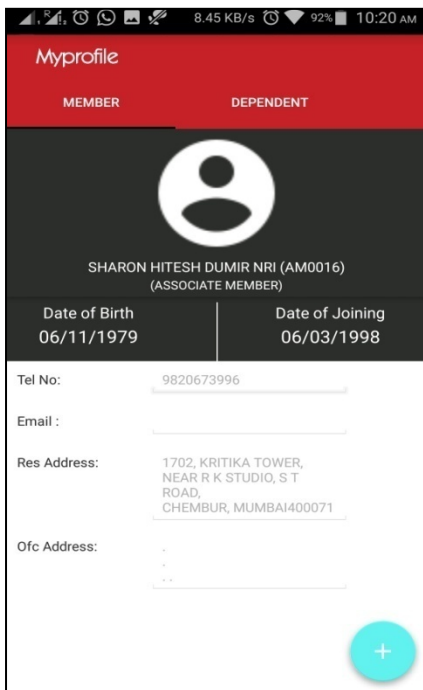 R
8.45 KB/s 92% 10:20 AM
Myprofile
MEMBER DEPENDENT
SHARON HITESH DUMIR NRI (AM0016)
(ASSOCIATE MEMBER)
Date of Birth Date of Joining
06/11/1979 06/03/1998
Tel No: 9820673996
Email :
Res Address: 1702, KRITIKA TOWER,
NEAR R K STUDIO, S T
ROAD,
CHEMBUR, MUMBAI400071
Ofc Address: .
.
. .
+